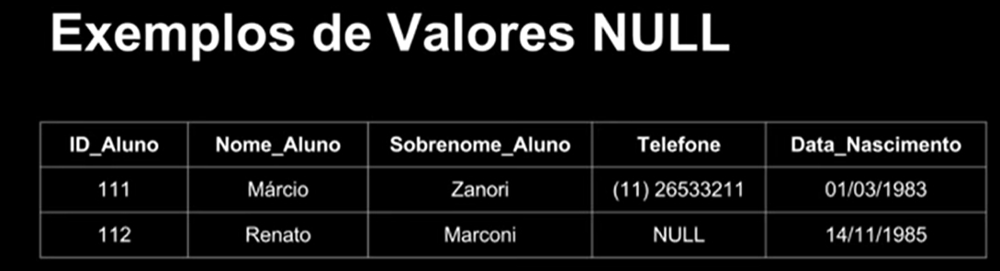 Exemplos de Valores NULL
ID_Aluno Nome_Aluno Sobrenome_Aluno Telefone Data_Nascimento
111 Márcio Zanori (11) 26533211 01/03/1983
112 Renato Marconi NULL 14/11/1985